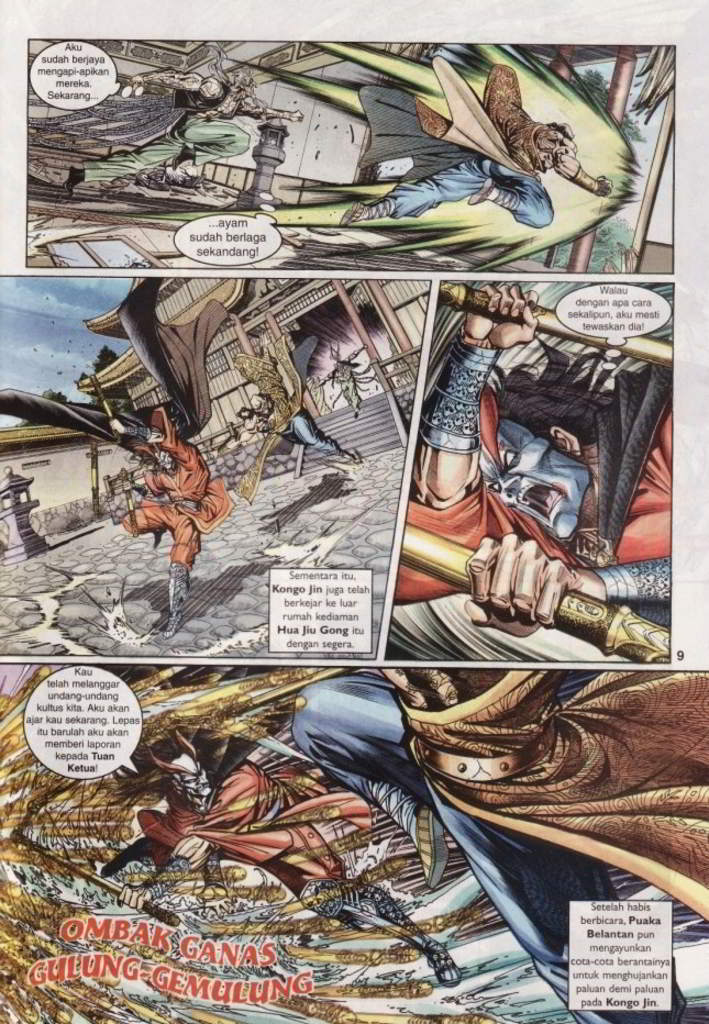 Aku
sudah berjaya
mengapi-apikan
mereka.
Sekarang...
...ayam
sudah berlaga
sekandang!
Walau
dengan apa cara
sekalipun, aku mesti
tewaskan dia!
Sementara itu,
Kongo Jin juga telah
berkejar ke luar
rumah kediaman
Hua Jiu Gong itu
dengan segera.
9
Kau
telah melanggar
undang-undang
kultus kita. Aku akan
ajar kau sekarang. Lepas
itu barulah aku akan
memberi laporan
kepada Tuan
Ketua!
OMBAK GANAS
GULUNG-GEMULUNG
Setelah habis
berbicara, Puaka
Belantan pun
mengayunkan
cota-cota berantainya
untuk menghujankan
paluan demi paluan
pada Kongo Jin.